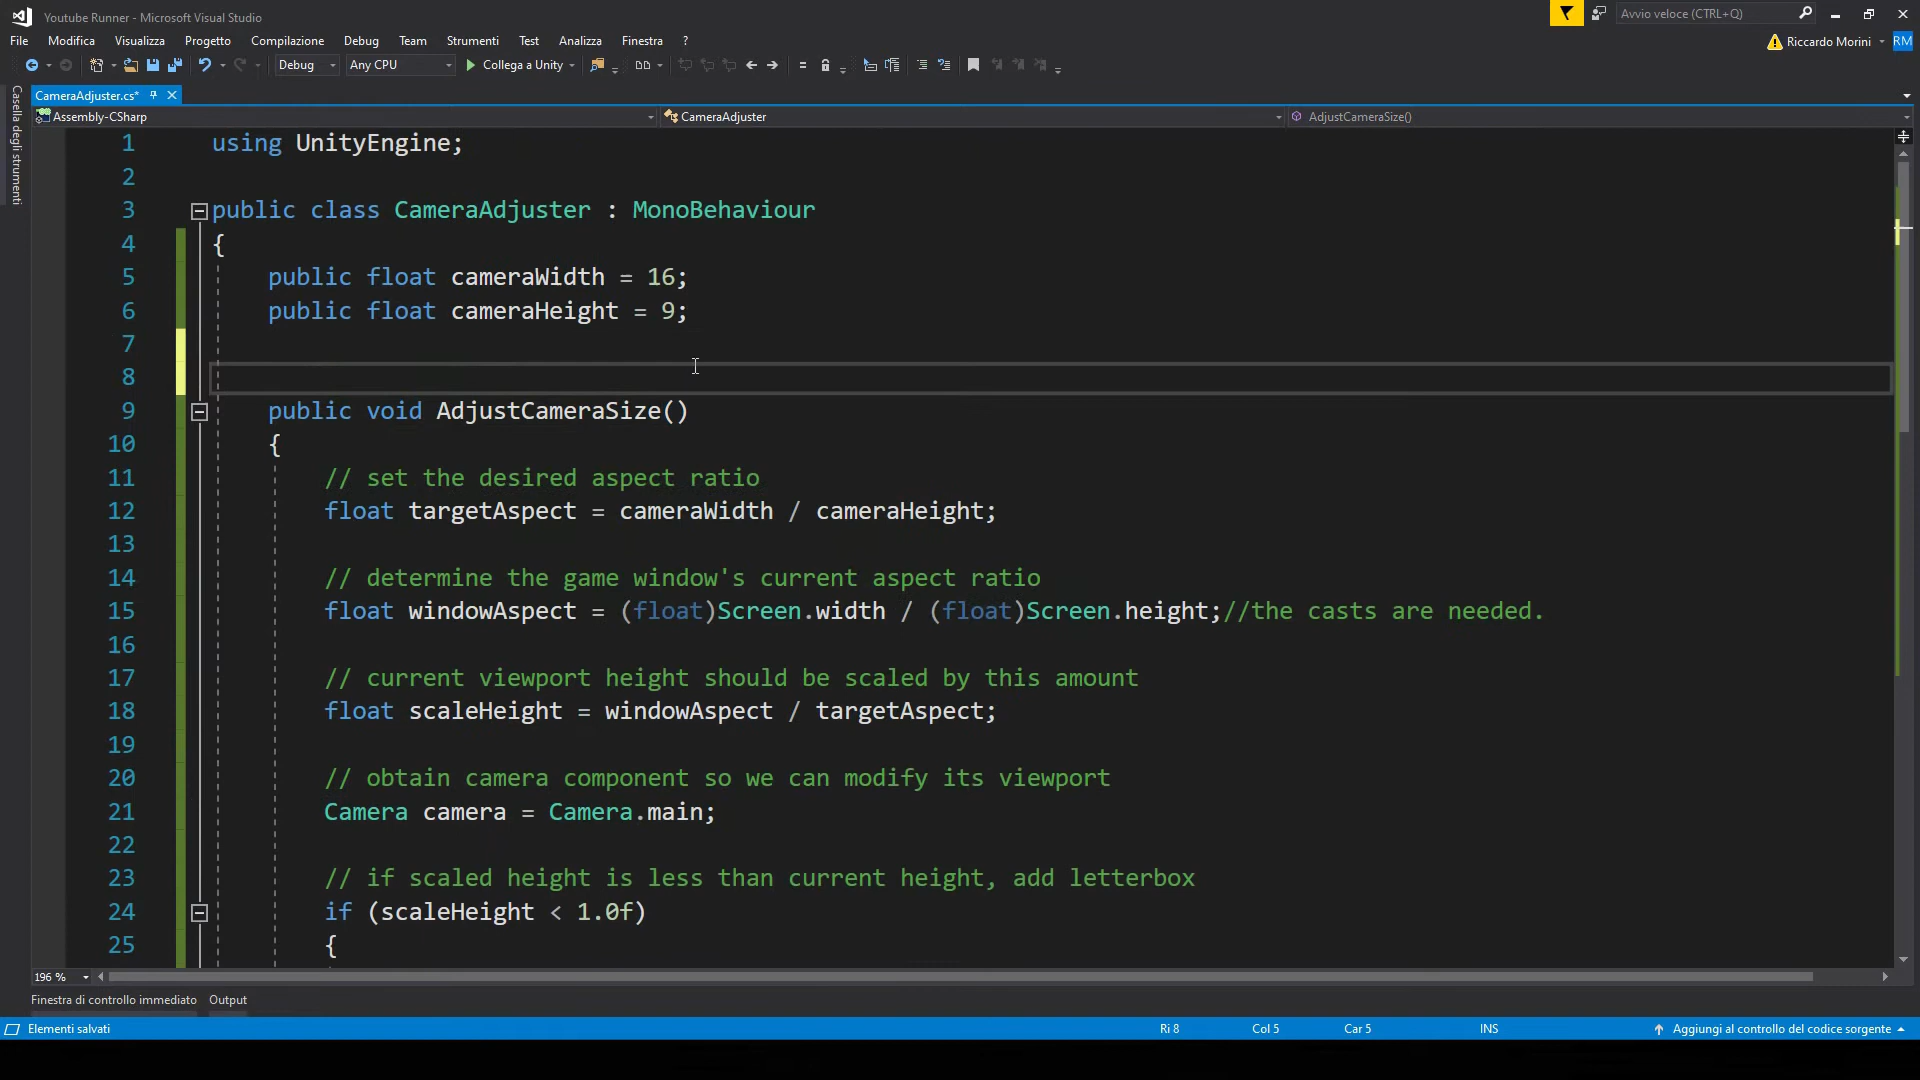 Youtube Runner - Microsoft Visual Studio
Avvio veloce (CTRL+Q)
File Modifica Visualizza Progetto Compilazione Debug Team Strumenti Test Analizza Finestra ?
Riccardo Morini RM
Debug Any CPU Collega a Unity
Casella degli strumenti
CameraAdjuster.cs*
Assembly-CSharp CameraAdjuster AdjustCameraSize()
1 using UnityEngine;
2
3 public class CameraAdjuster : MonoBehaviour
4 {
5 public float cameraWidth = 16;
6 public float cameraHeight = 9;
7
8
9 public void AdjustCameraSize()
10 {
11 // set the desired aspect ratio
12 float targetAspect = cameraWidth / cameraHeight;
13
14 // determine the game window's current aspect ratio
15 float windowAspect = (float)Screen.width / (float)Screen.height;//the casts are needed.
16
17 // current viewport height should be scaled by this amount
18 float scaleHeight = windowAspect / targetAspect;
19
20 // obtain camera component so we can modify its viewport
21 Camera camera = Camera.main;
22
23 // if scaled height is less than current height, add letterbox
24 if (scaleHeight < 1.0f)
25 {
196 %
Finestra di controllo immediato Output
Elementi salvati Ri 8 Col 5 Car 5 INS Aggiungi al controllo del codice sorgente